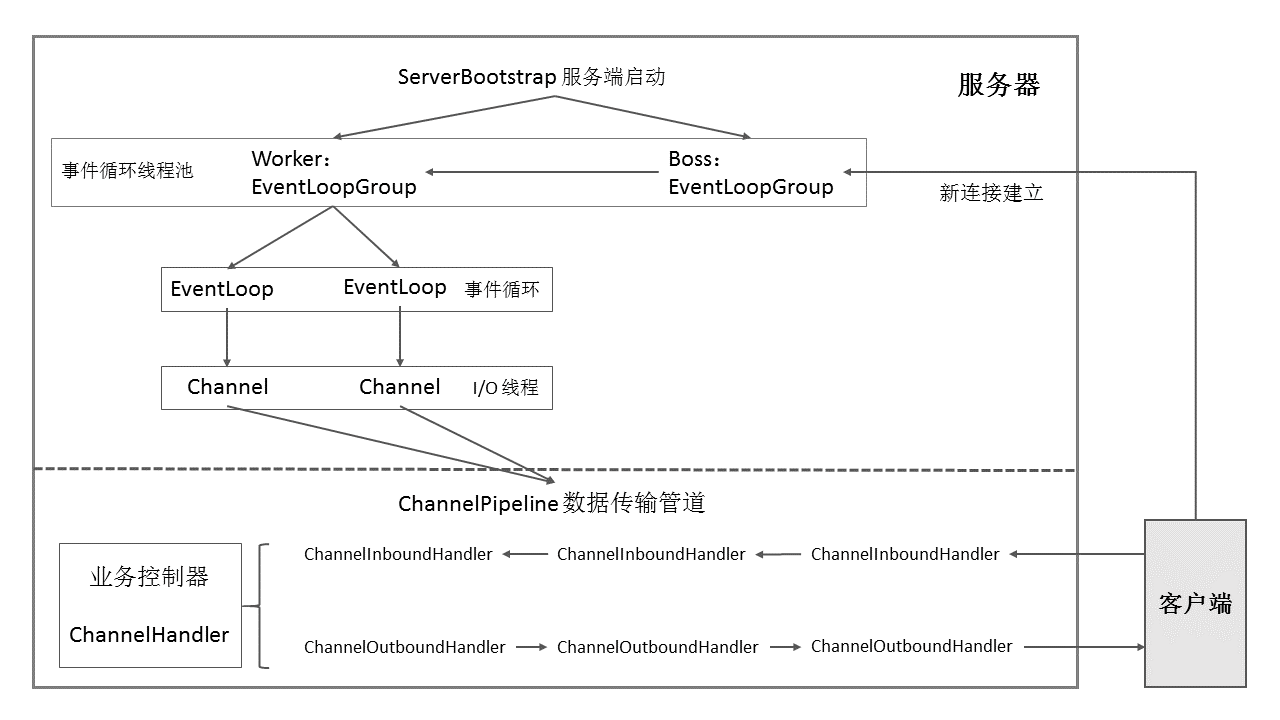 ServerBootstrap 服务端启动
服务器
事件循环线程池
Worker：
EventLoopGroup
Boss：
EventLoopGroup
新连接建立
EventLoop
EventLoop
事件循环
Channel
Channel
I/O 线程
ChannelPipeline 数据传输管道
业务控制器
ChannelHandler
ChannelInboundHandler
ChannelInboundHandler
ChannelInboundHandler
ChannelOutboundHandler
ChannelOutboundHandler
ChannelOutboundHandler
客户端